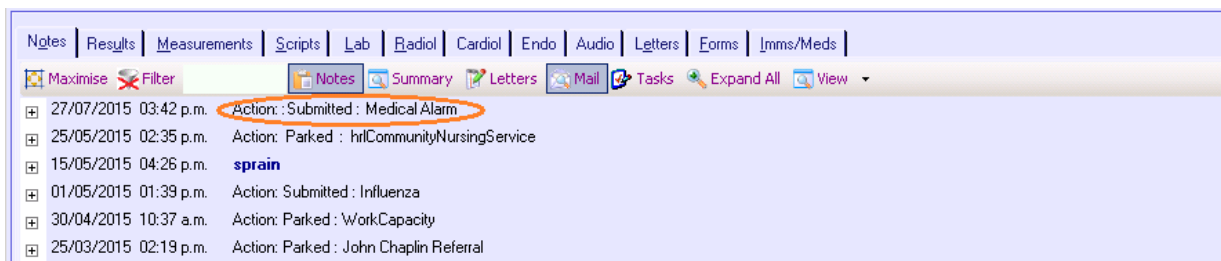 Notes Results Measurements Scripts Lab Radiol Cardiol Endo Audio Letters Forms Imms/Meds
Maximise Filter Notes Summary Letters Mail Tasks Expand All View
27/07/2015 03:42 p.m. Action: :Submitted : Medical Alarm
25/05/2015 02:35 p.m. Action: Parked : hrlCommunityNursingService
15/05/2015 04:26 p.m. sprain
01/05/2015 01:39 p.m. Action: Submitted : Influenza
30/04/2015 10:37 a.m. Action: Parked : WorkCapacity
25/03/2015 02:19 p.m. Action: Parked : John Chaplin Referral